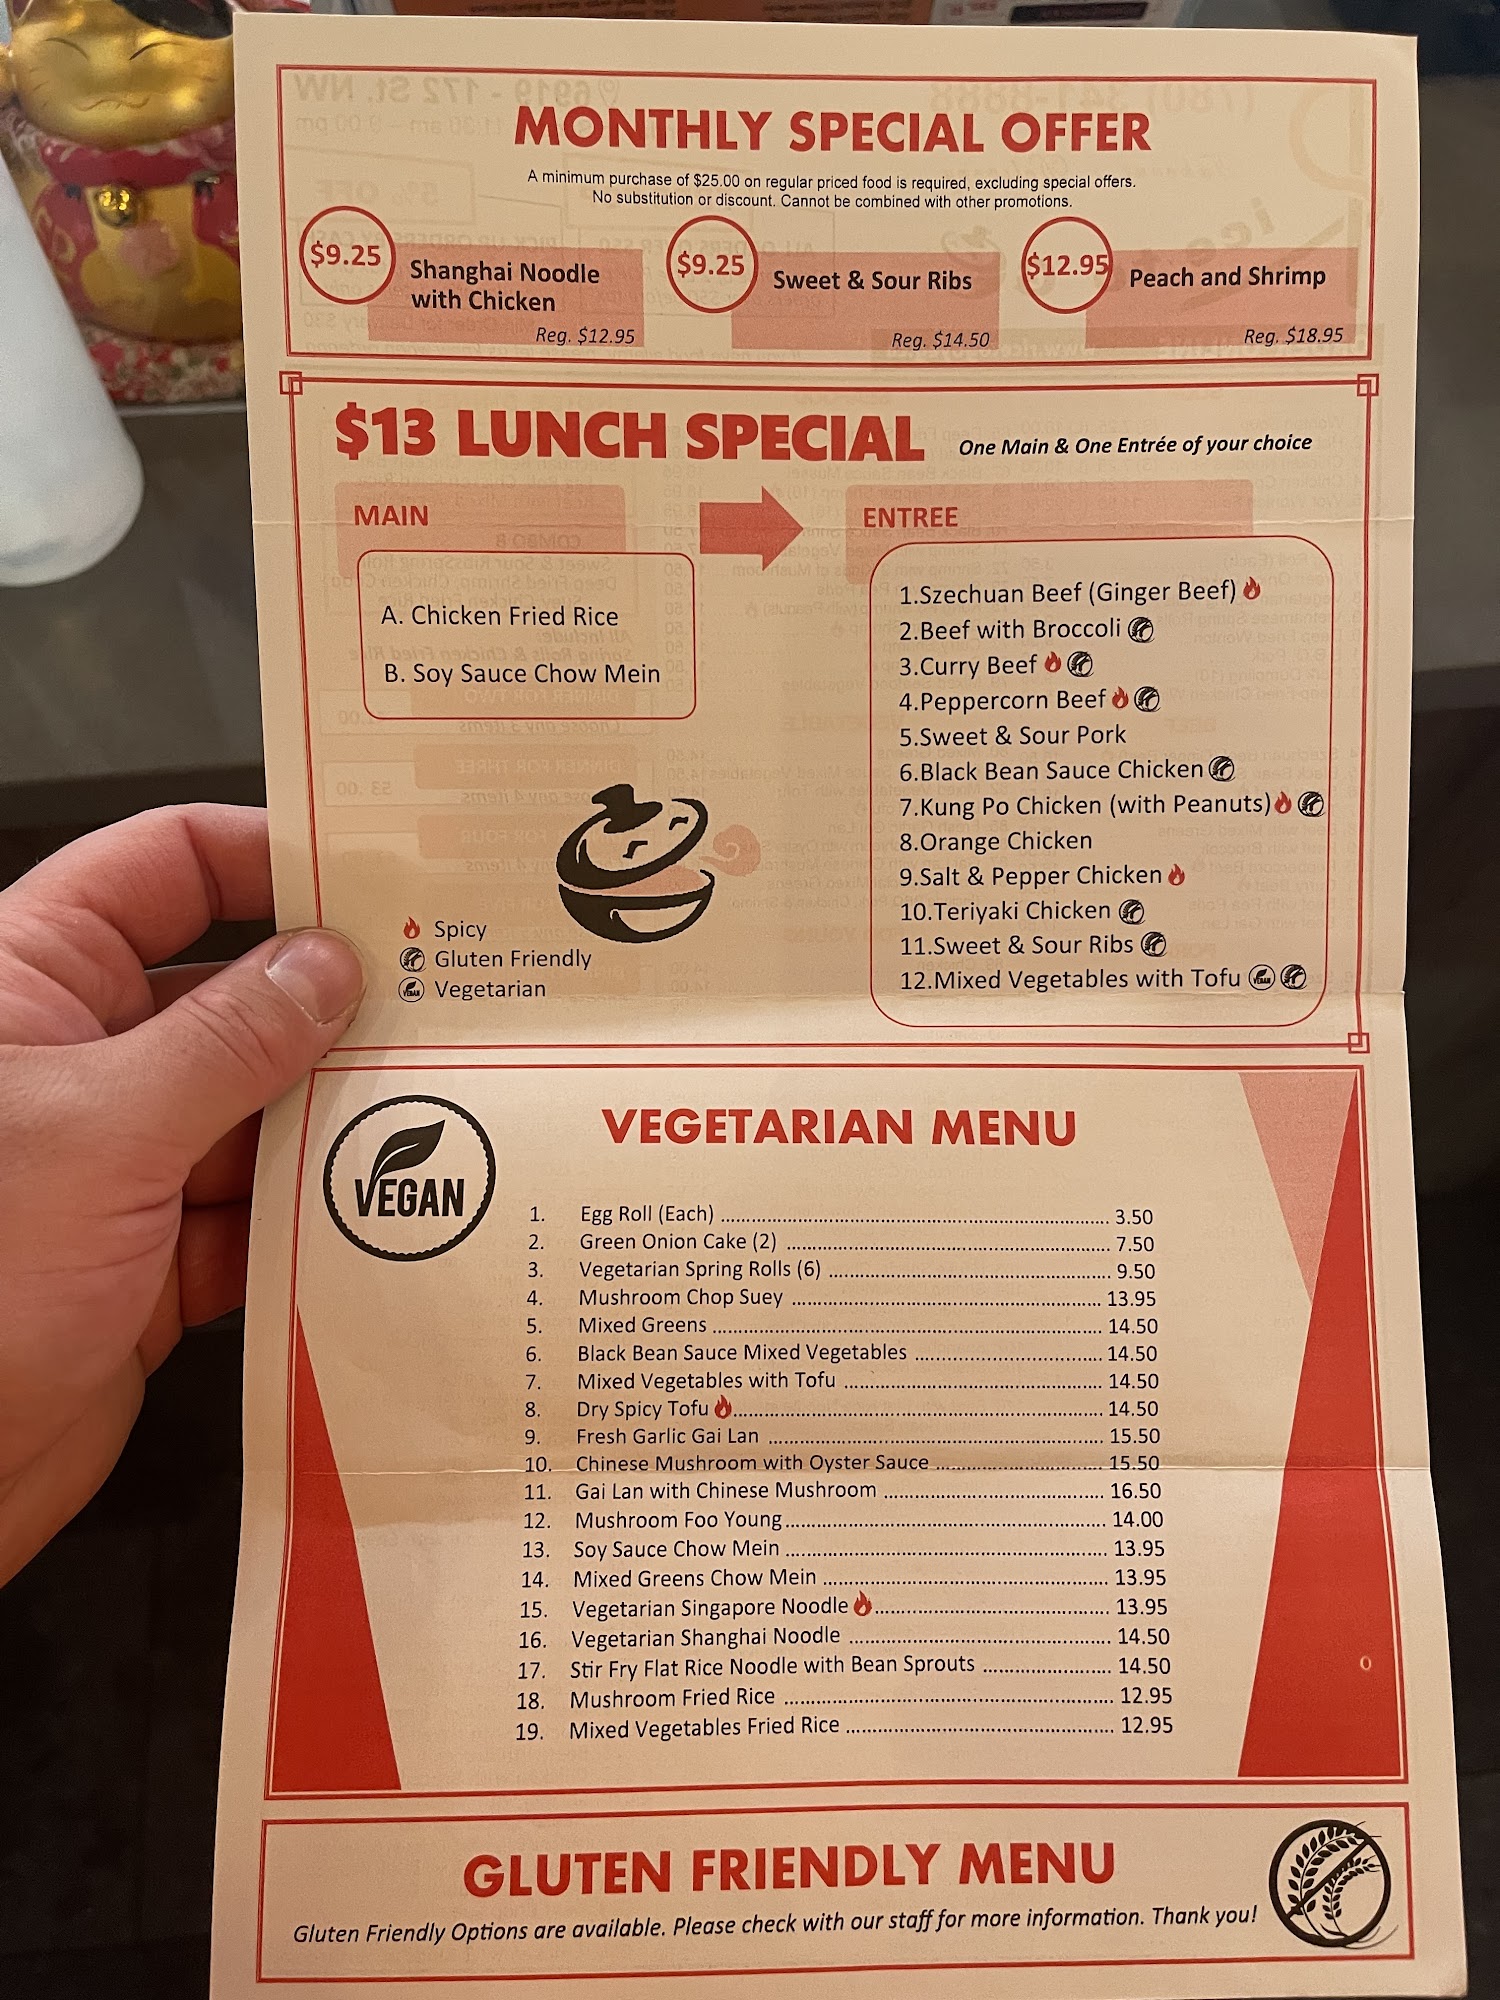 MONTHLY SPECIAL OFFER
A minimum purchase of $25.00 on regular priced food is required, excluding special offers.
No substitution or discount. Cannot be combined with other promotions.
$9.25
Shanghai Noodle
with Chicken
Reg. $12.95
$9.25
Sweet & Sour Ribs
Reg. $14.50
$12.95
Peach and Shrimp
Reg. $18.95
$13 LUNCH SPECIAL
One Main & One Entrée of your choice
MAIN
A. Chicken Fried Rice
B. Soy Sauce Chow Mein
ENTREE
1.Szechuan Beef (Ginger Beef)
2.Beef with Broccoli
3.Curry Beef
4.Peppercorn Beef
5.Sweet & Sour Pork
6.Black Bean Sauce Chicken
7.Kung Po Chicken (with Peanuts)
8.Orange Chicken
9.Salt & Pepper Chicken
10.Teriyaki Chicken
11.Sweet & Sour Ribs
12.Mixed Vegetables with Tofu
Spicy
Gluten Friendly
Vegetarian
VEGAN
VEGETARIAN MENU
1. Egg Roll (Each) 3.50
2. Green Onion Cake (2) 7.50
3. Vegetarian Spring Rolls (6) 9.50
4. Mushroom Chop Suey 13.95
5. Mixed Greens 14.50
6. Black Bean Sauce Mixed Vegetables 14.50
7. Mixed Vegetables with Tofu 14.50
8. Dry Spicy Tofu 14.50
9. Fresh Garlic Gai Lan 15.50
10. Chinese Mushroom with Oyster Sauce 15.50
11. Gai Lan with Chinese Mushroom 16.50
12. Mushroom Foo Young 14.00
13. Soy Sauce Chow Mein 13.95
14. Mixed Greens Chow Mein 13.95
15. Vegetarian Singapore Noodle 13.95
16. Vegetarian Shanghai Noodle 14.50
17. Stir Fry Flat Rice Noodle with Bean Sprouts 14.50
18. Mushroom Fried Rice 12.95
19. Mixed Vegetables Fried Rice 12.95
GLUTEN FRIENDLY MENU
Gluten Friendly Options are available. Please check with our staff for more information. Thank you!